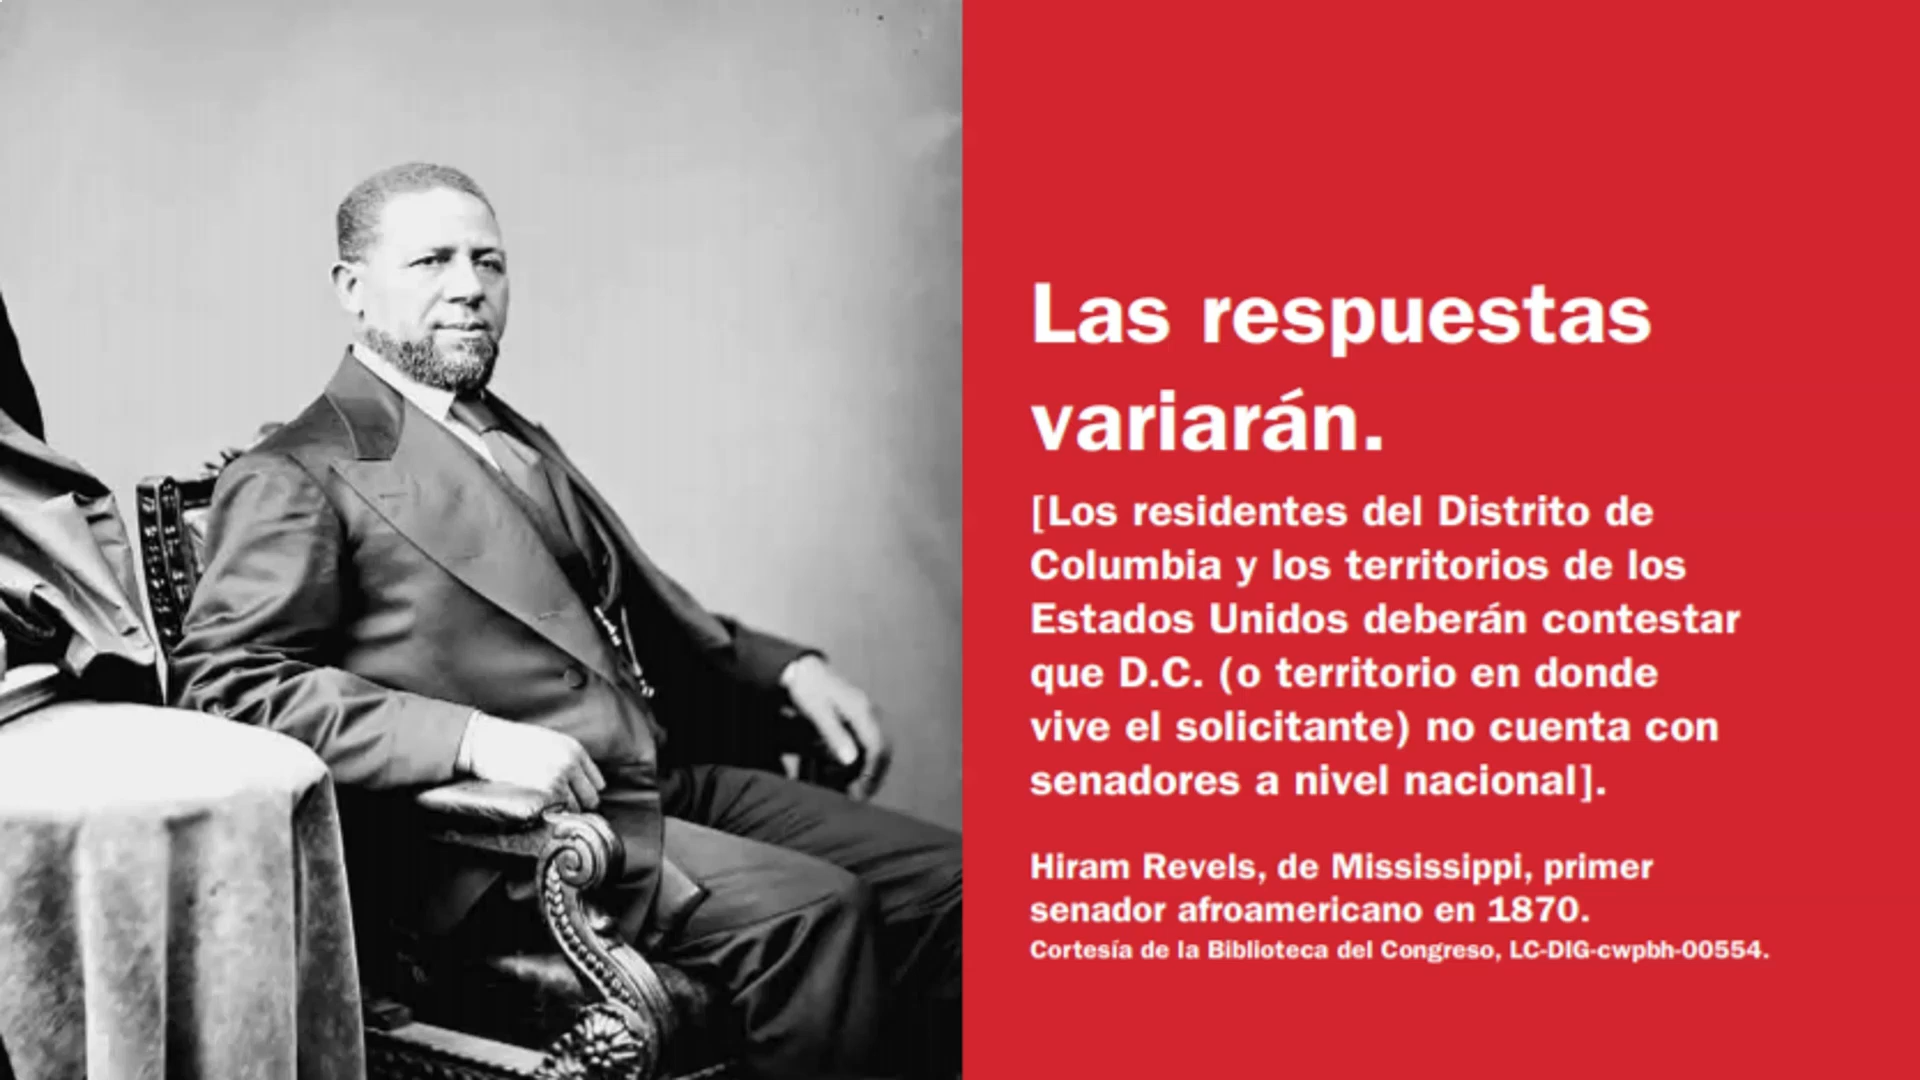 Las respuestas
variarán.
[Los residentes del Distrito de
Columbia y los territorios de los
Estados Unidos deberán contestar
que D.C. (o territorio en donde
vive el solicitante) no cuenta con
senadores a nivel nacional].
Hiram Revels, de Mississippi, primer
senador afroamericano en 1870.
Cortesía de la Biblioteca del Congreso, LC-DIG-cwpbh-00554.